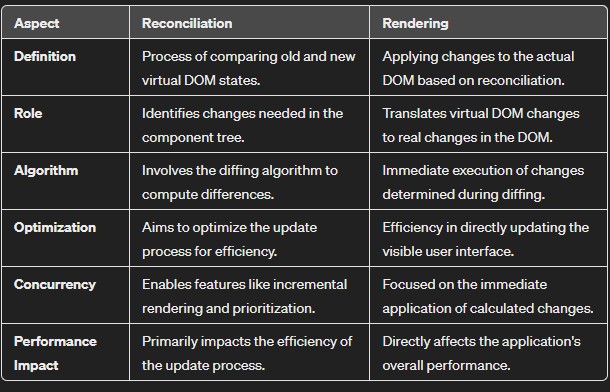 Aspect Reconciliation Rendering
Definition Process of comparing old and new Applying changes to the actual
virtual DOM states. DOM based on reconciliation.
Role Identifies changes needed in the Translates virtual DOM changes
component tree. to real changes in the DOM.
Algorithm Involves the diffing algorithm to Immediate execution of changes
compute differences. determined during diffing.
Optimization Aims to optimize the update Efficiency in directly updating the
process for efficiency. visible user interface.
Concurrency Enables features like incremental Focused on the immediate
rendering and prioritization. application of calculated changes.
Performance Primarily impacts the efficiency of Directly affects the application's
Impact the update process. overall performance.